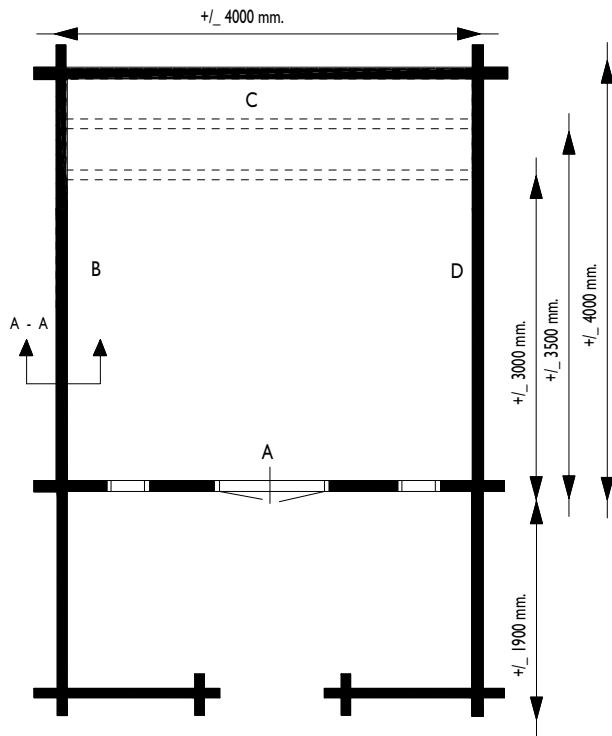 +/_ 4000 mm.
C
B
D
A - A
+/_ 3000 mm.
+/_ 3500 mm.
+/_ 4000 mm.
A
+/_ 1900 mm.